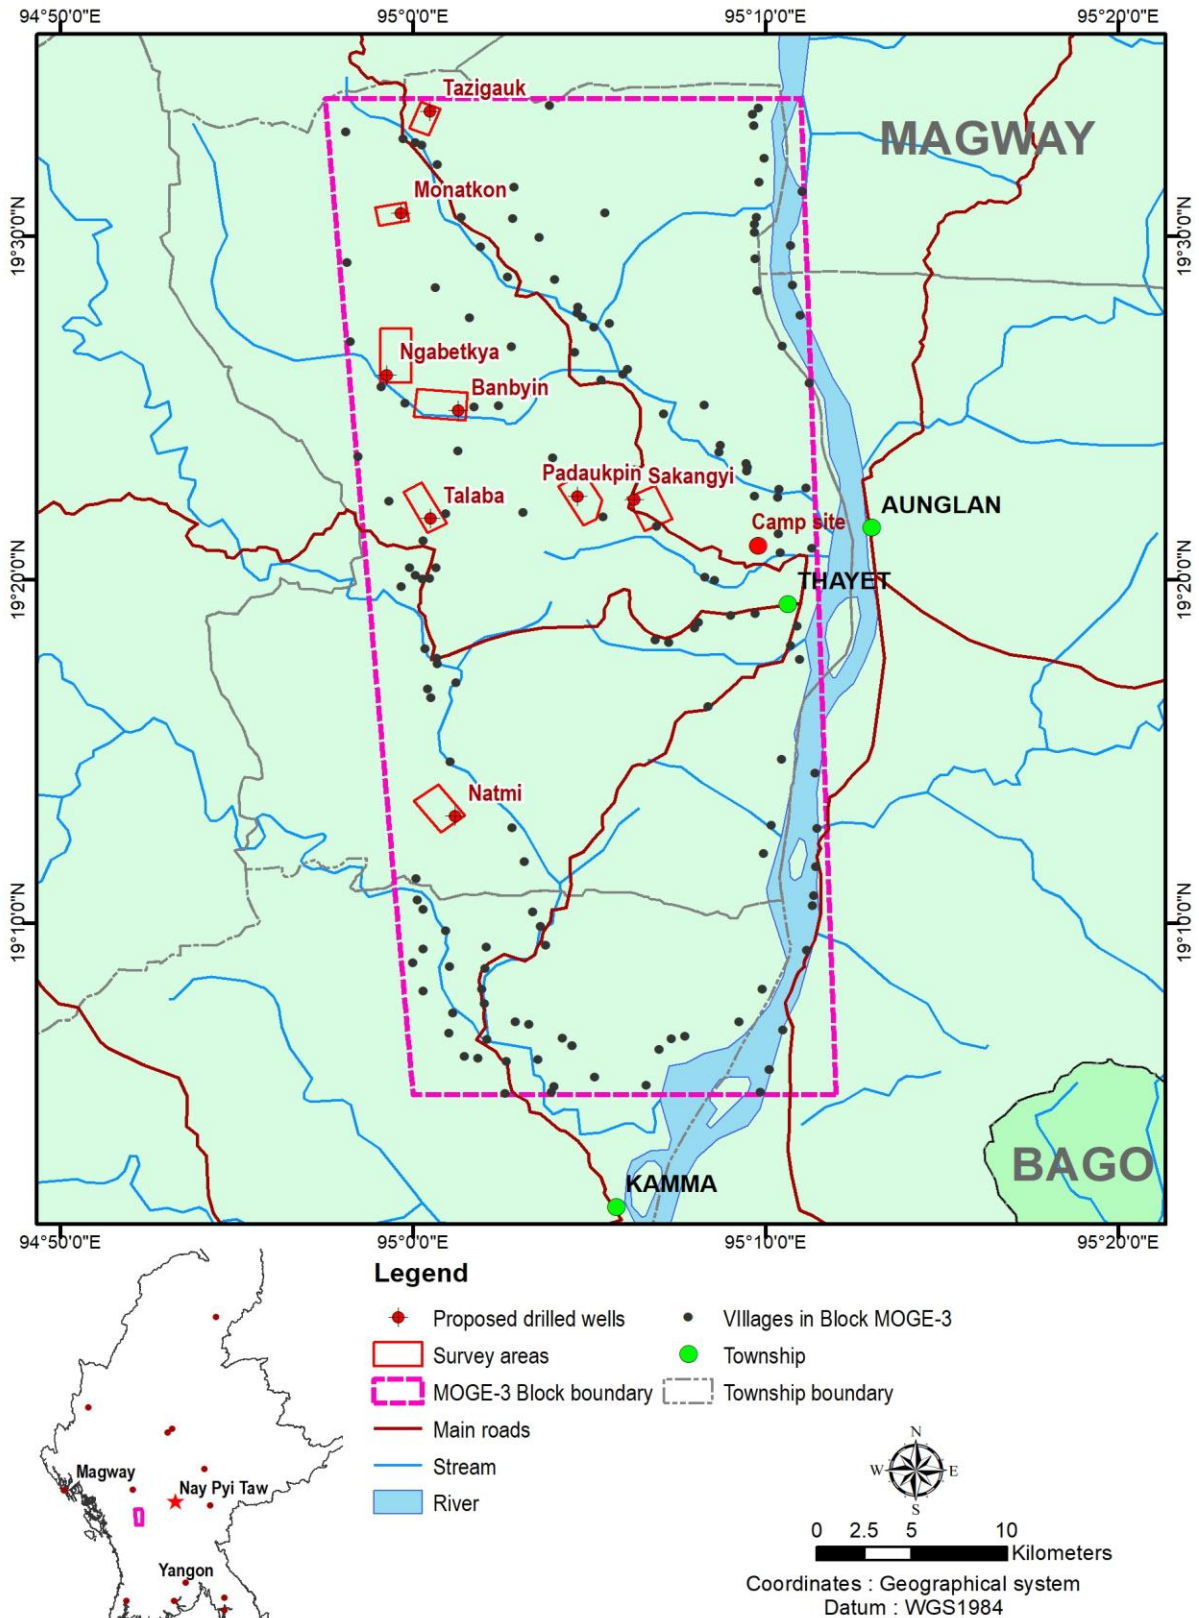 94°50'0"E 95°0'0"E 95°10'0"E 95°20'0"E
Tazigauk
MAGWAY
Monatkon
19°30'0"N 19°30'0"N
Ngabetkya
Banbyin
Padaukpin Sakangyi
Talaba
AUNGLAN
Camp site
19°20'0"N THAYET 19°20'0"N
Natmi
19°10'0"N 19°10'0"N
BAGO
KAMMA
94°50'0"E 95°0'0"E 95°10'0"E 95°20'0"E
Legend
Proposed drilled wells
Survey areas
MOGE-3 Block boundary
Main roads
Stream
River
VIllages in Block MOGE-3
Township
Township boundary
Magway
Nay Pyi Taw
Yangon
N
W E
S
0 2.5 5 10
Kilometers
Coordinates : Geographical system
Datum : WGS1984